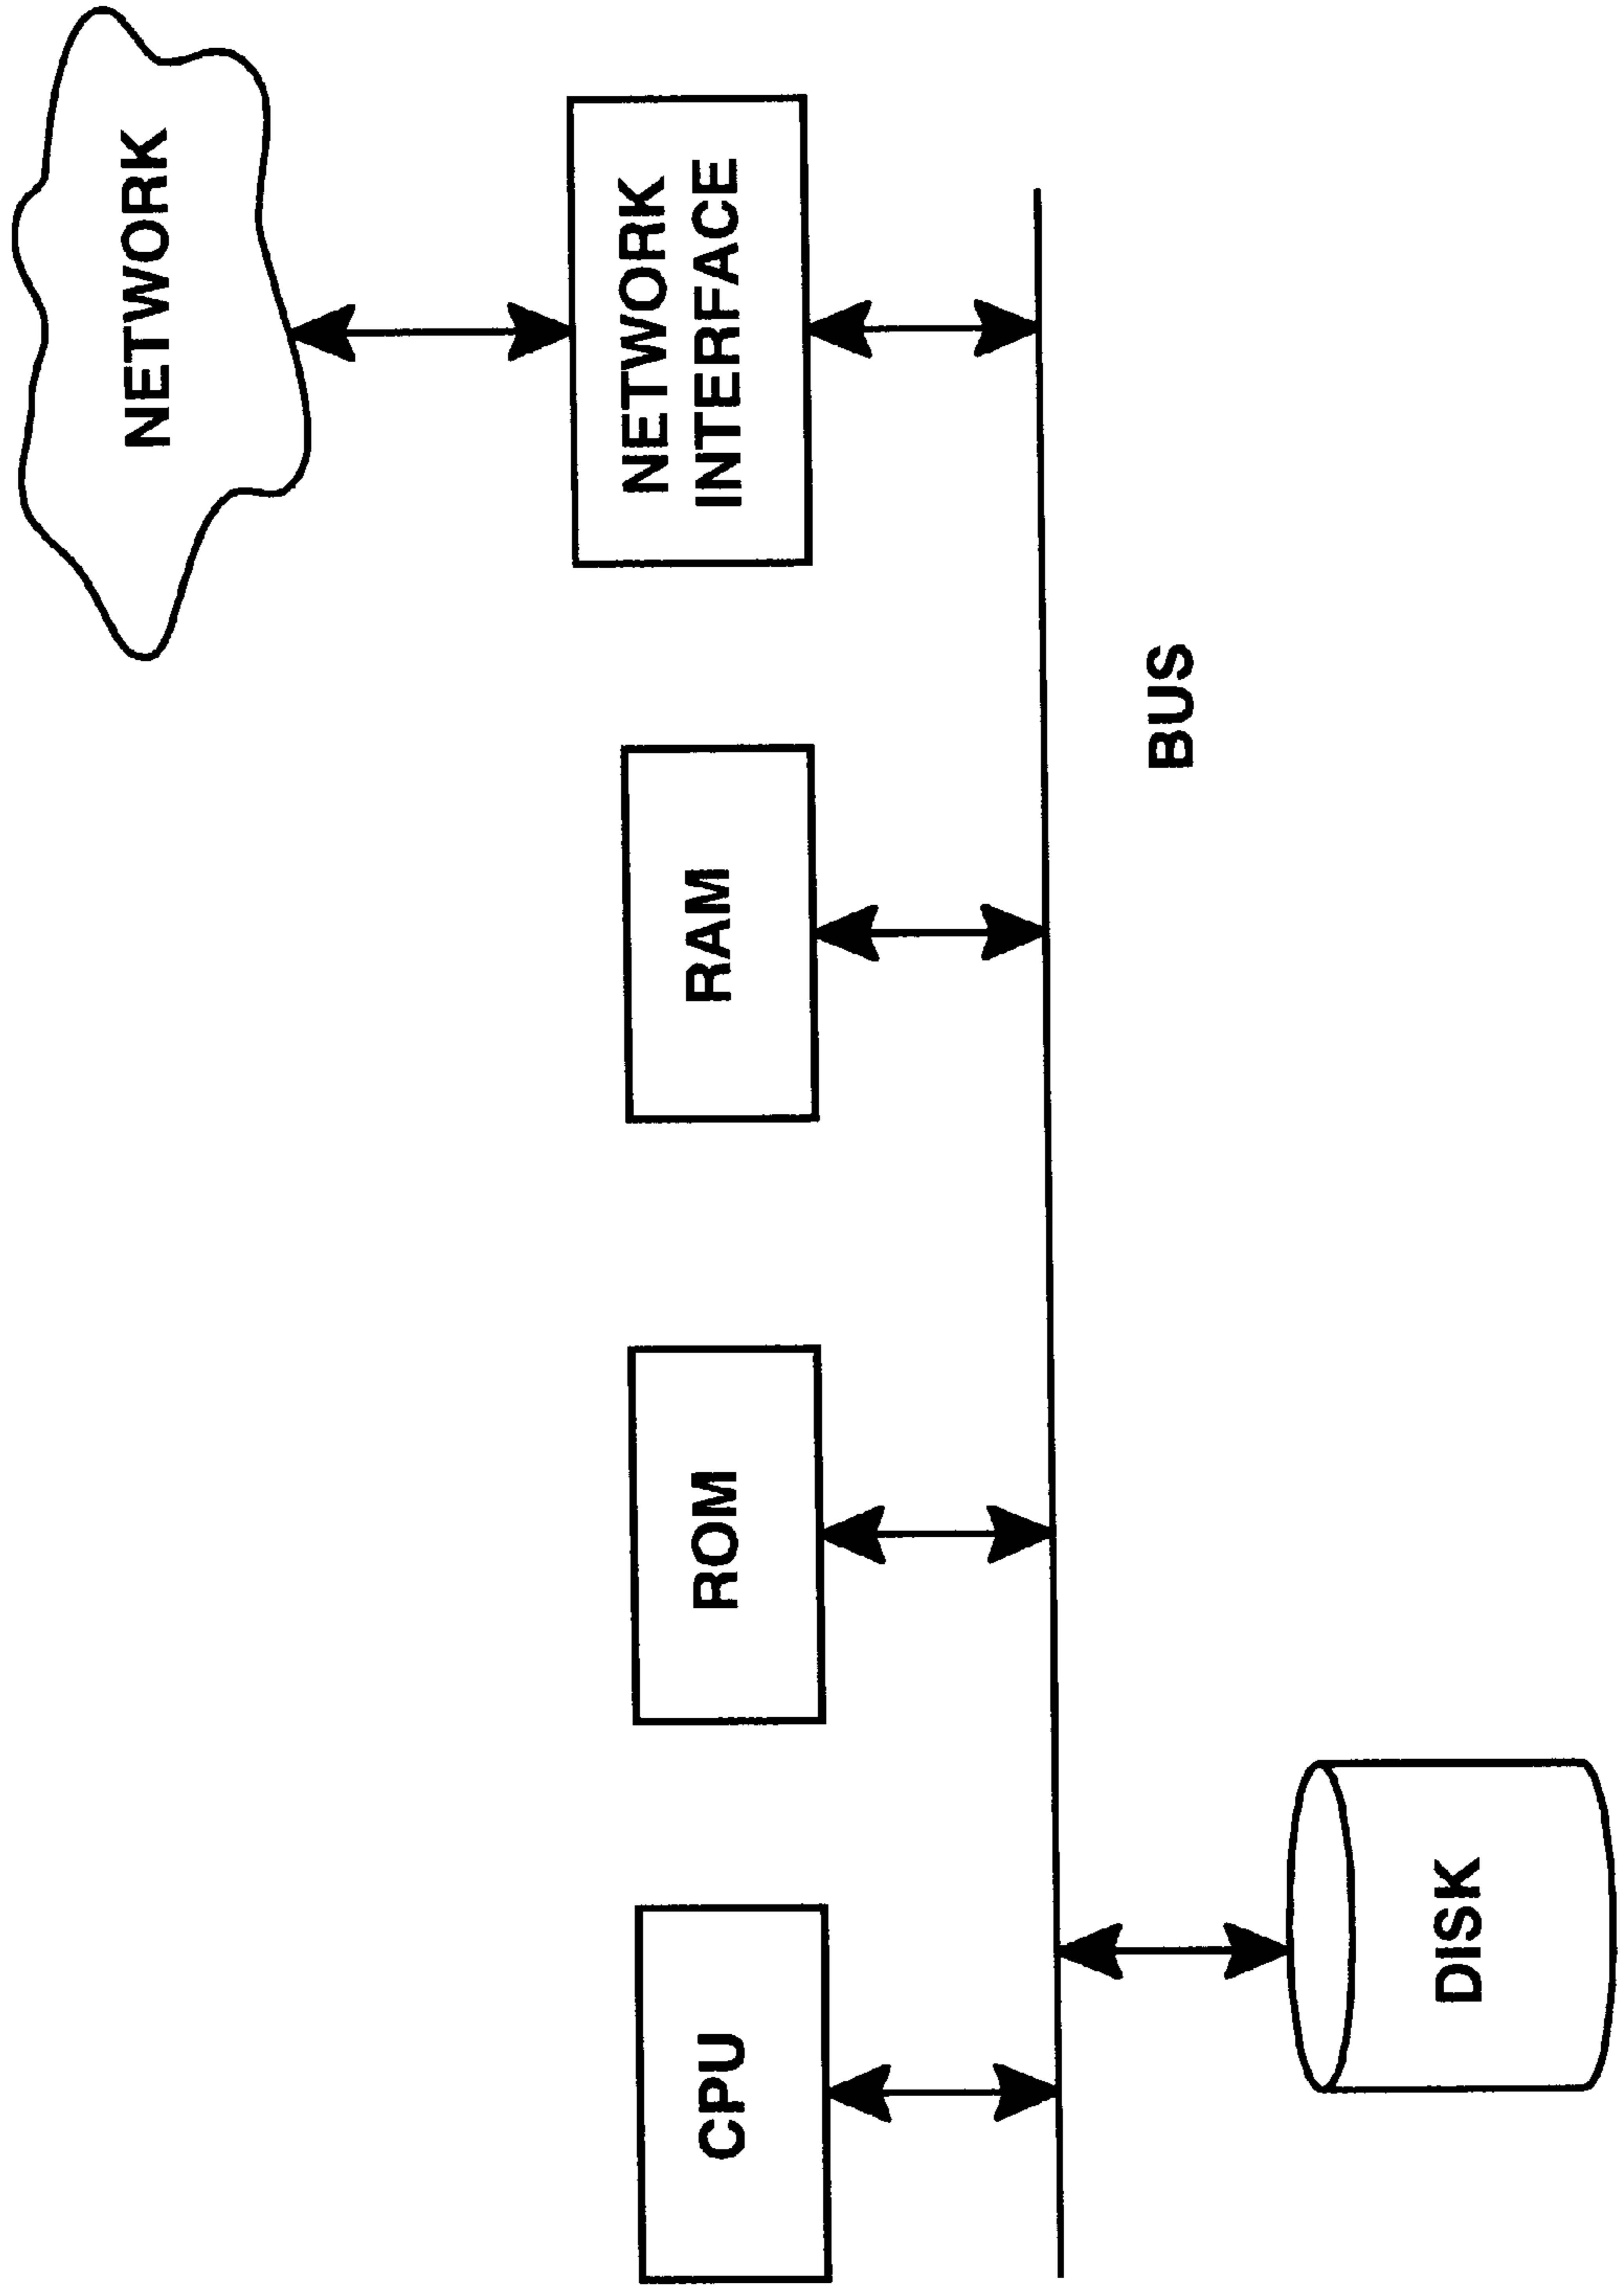 NETWORK
NETWORK
INTERFACE
RAM
ROM
CPU
BUS
DISK